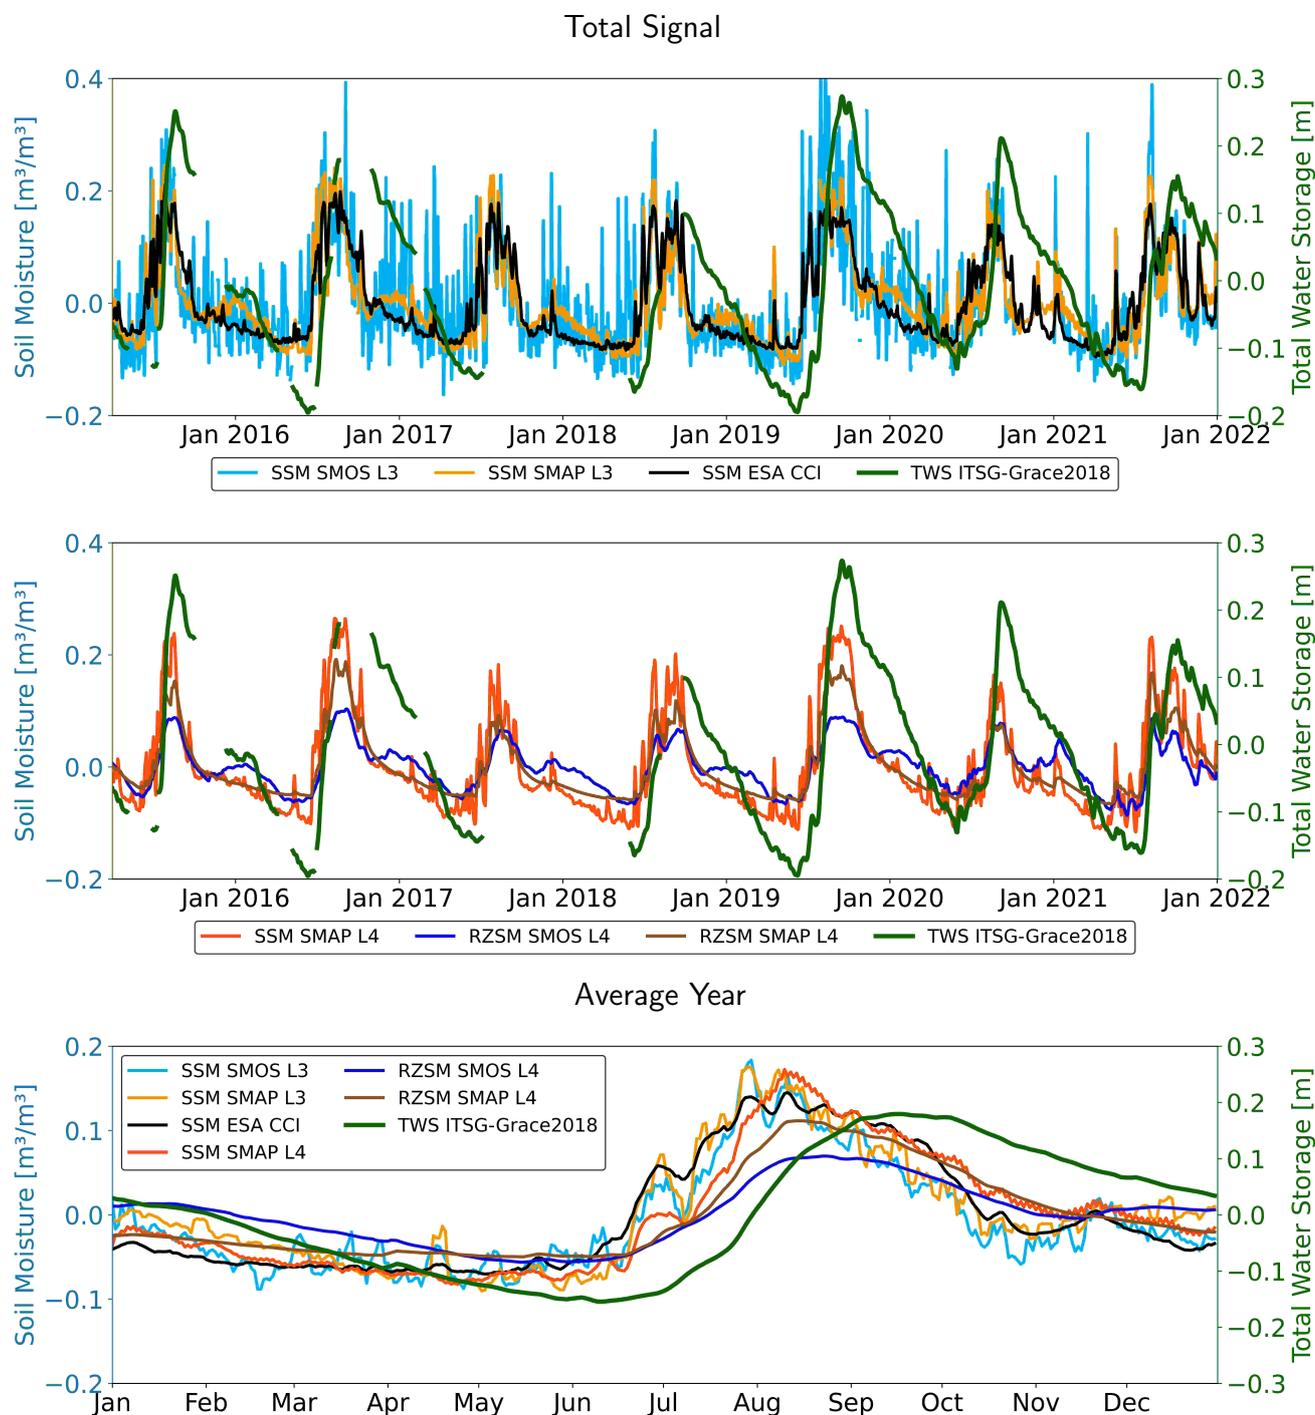 Total Signal
0.4
0.2
0.0
−0.2
Soil Moisture [m³/m³]
0.3
0.2
0.1
0.0
−0.1
−0.2
Total Water Storage [m]
Jan 2016 Jan 2017 Jan 2018 Jan 2019 Jan 2020 Jan 2021 Jan 2022
SSM SMOS L3 SSM SMAP L3 SSM ESA CCI TWS ITSG-Grace2018
0.4
0.2
0.0
−0.2
Soil Moisture [m³/m³]
0.3
0.2
0.1
0.0
−0.1
−0.2
Total Water Storage [m]
Jan 2016 Jan 2017 Jan 2018 Jan 2019 Jan 2020 Jan 2021 Jan 2022
SSM SMAP L4 RZSM SMOS L4 RZSM SMAP L4 TWS ITSG-Grace2018
Average Year
0.2
0.1
0.0
−0.1
−0.2
Soil Moisture [m³/m³]
SSM SMOS L3 RZSM SMOS L4
SSM SMAP L3 RZSM SMAP L4
SSM ESA CCI TWS ITSG-Grace2018
SSM SMAP L4
0.3
0.2
0.1
0.0
−0.1
−0.2
−0.3
Total Water Storage [m]
Jan Feb Mar Apr May Jun Jul Aug Sep Oct Nov Dec